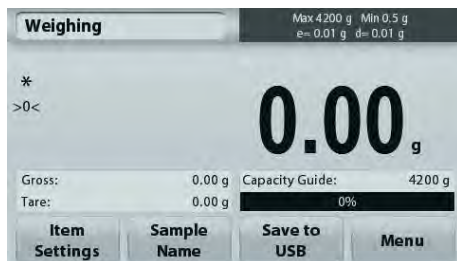 Weighing
Max 4200 g Min 0.5 g
e= 0.01 g d= 0.01 g
*
>0<
0.00 g
Gross: 0.00 g
Tare: 0.00 g
Capacity Guide: 4200 g
0%
Item Settings
Sample Name
Save to USB
Menu